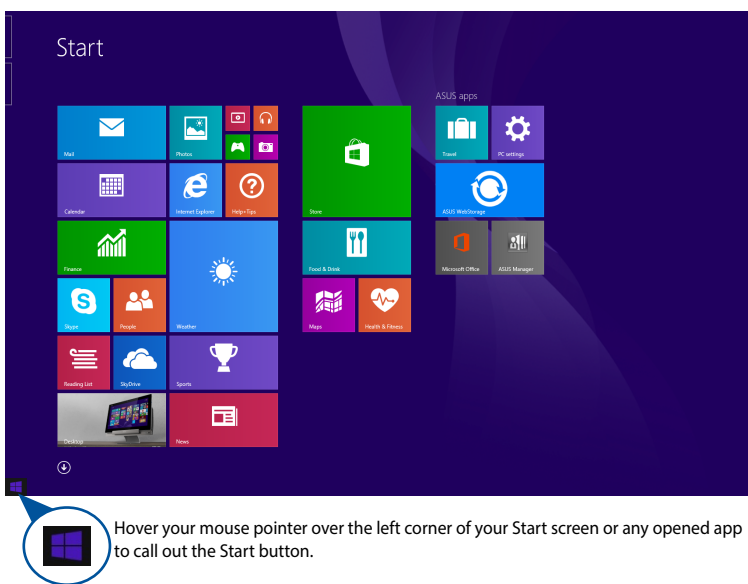 Start
ASUS apps
Mail
Photos
Store
Travel
PC settings
Calendar
Internet Explorer
Help+Tips
ASUS WebStorage
Finance
Weather
Food & Drink
Microsoft Office
ASUS Manager
Skype
People
Maps
Health & Fitness
Reading List
SkyDrive
Sports
Desktop
News
Hover your mouse pointer over the left corner of your Start screen or any opened app
to call out the Start button.